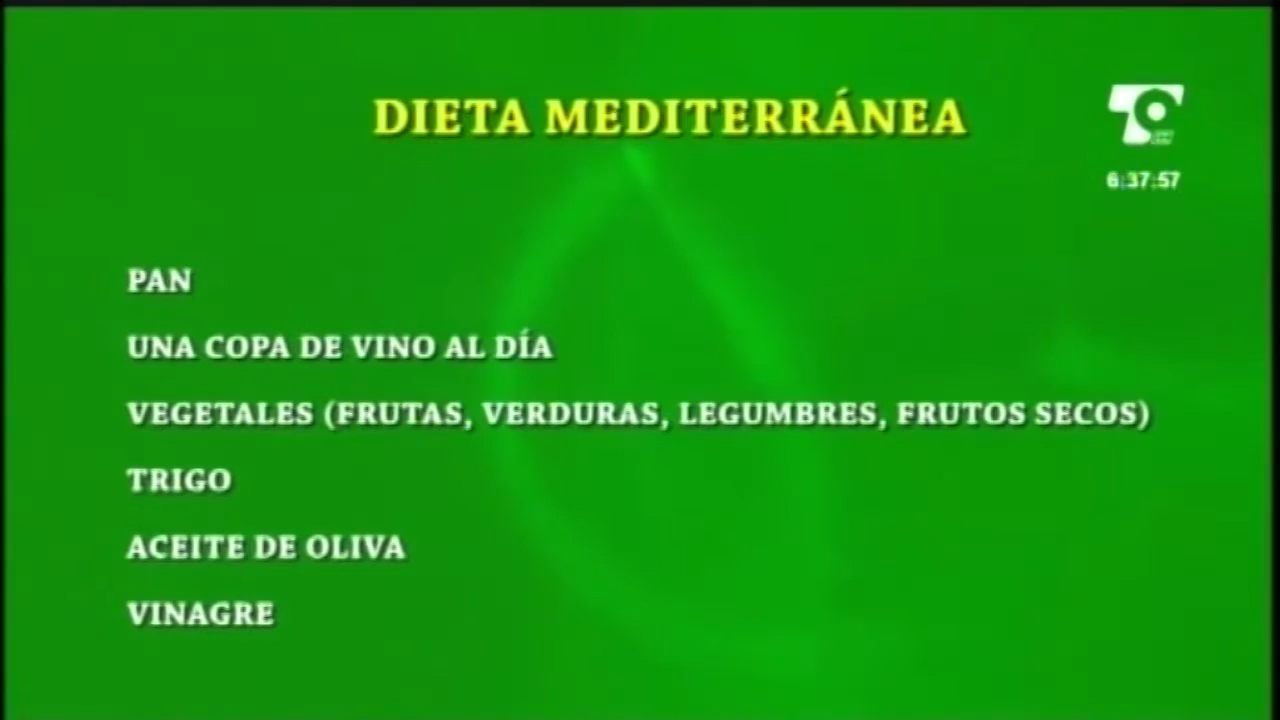 DIETA MEDITERRÁNEA
6:37:57
PAN
UNA COPA DE VINO AL DÍA
VEGETALES (FRUTAS, VERDURAS, LEGUMBRES, FRUTOS SECOS)
TRIGO
ACEITE DE OLIVA
VINAGRE